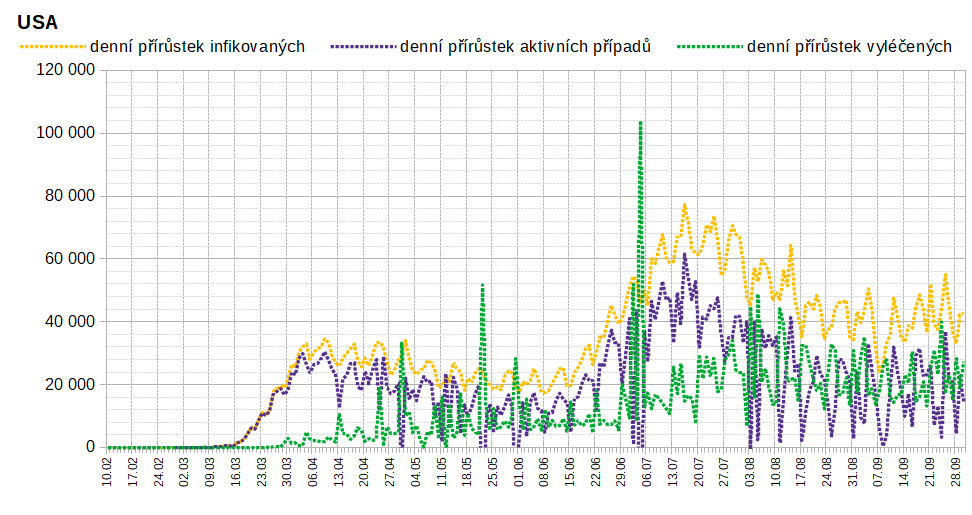 USA
denní přírůstek infikovaných denní přírůstek aktivních případů denní přírůstek vyléčených
120 000
100 000
80 000
60 000
40 000
20 000
0
10.02 17.02 24.02 02.03 09.03 16.03 23.03 30.03 06.04 13.04 20.04 27.04 04.05 11.05 18.05 25.05 01.06 08.06 15.06 22.06 29.06 06.07 13.07 20.07 27.07 03.08 10.08 17.08 24.08 31.08 07.09 14.09 21.09 28.09